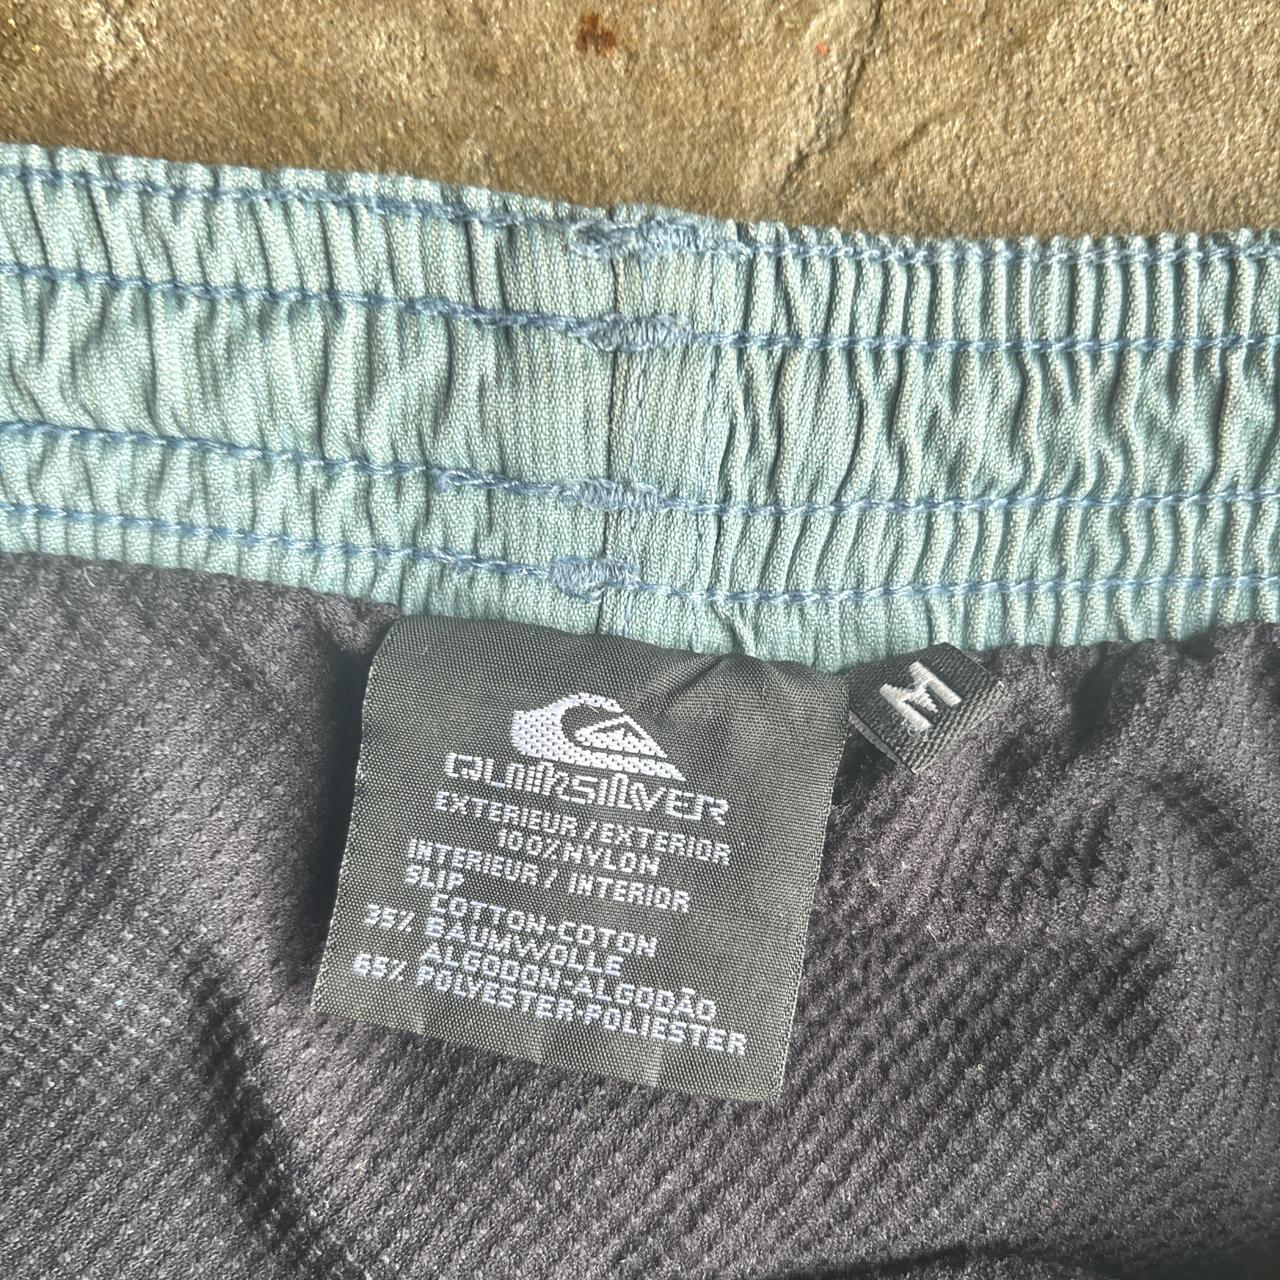 M
QUIKSILVER
EXTERIEUR/EXTERIOR
100%NYLON
INTERIEUR / INTERIOR
SLIP
COTTON-COTON
35% BAUMWOLLE
ALGODON-ALGODÃO
65% POLYESTER-POLIESTER